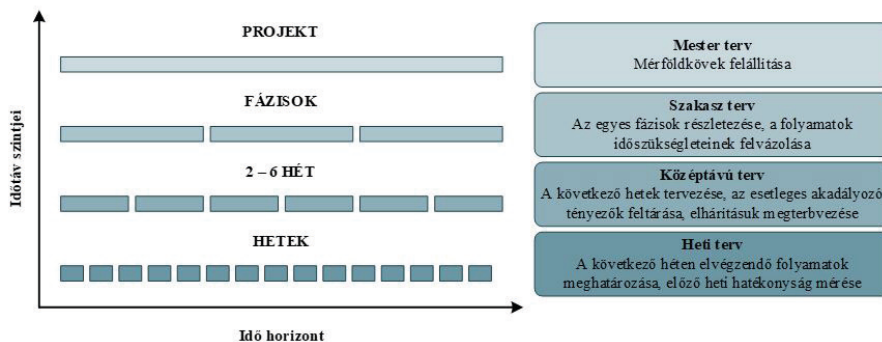 PROJEKT
FÁZISOK
2 – 6 HÉT
HETEK
Időtáv szintjei
Idő horizont
Mester terv
Mérföldkövek felállítása
Szakasz terv
Az egyes fázisok részletezése, a folyamatok
időszükségleteinek felvázolása
Középtávú terv
A következő hetek tervezése, az esetleges akadályozó
tényezők feltárása, elhárításuk megterbvezése
Heti terv
A következő héten elvégzendő folyamatok
meghatározása, előző heti hatékonyság mérése